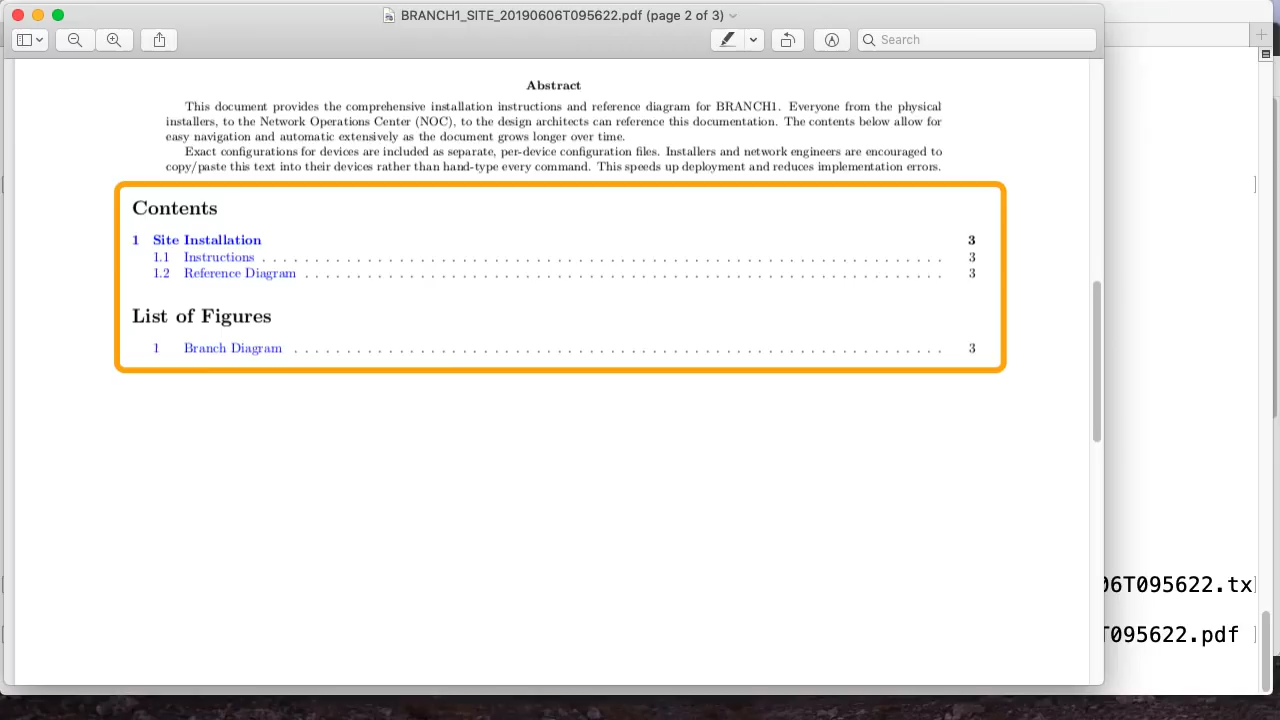 BRANCH1_SITE_20190606T095622.pdf (page 2 of 3)
Search
Abstract
This document provides the comprehensive installation instructions and reference diagram for BRANCH1. Everyone from the physical
installers, to the Network Operations Center (NOC), to the design architects can reference this documentation. The contents below allow for
easy navigation and automatic extensively as the document grows longer over time.
Exact configurations for devices are included as separate, per-device configuration files. Installers and network engineers are encouraged to
copy/paste this text into their devices rather than hand-type every command. This speeds up deployment and reduces implementation errors.
Contents
1 Site Installation 3
1.1 Instructions . . . . . . . . . . . . . . . . . . . . . . . . . . . . . . . . . . . . . . . . . . . . . . . . . . . . . . . . . . . . . . . . . 3
1.2 Reference Diagram . . . . . . . . . . . . . . . . . . . . . . . . . . . . . . . . . . . . . . . . . . . . . . . . . . . . . . . . . . . . . 3
List of Figures
1 Branch Diagram . . . . . . . . . . . . . . . . . . . . . . . . . . . . . . . . . . . . . . . . . . . . . . . . . . . . . . . . . . . . . . 3
06T095622.tx
T095622.pdf